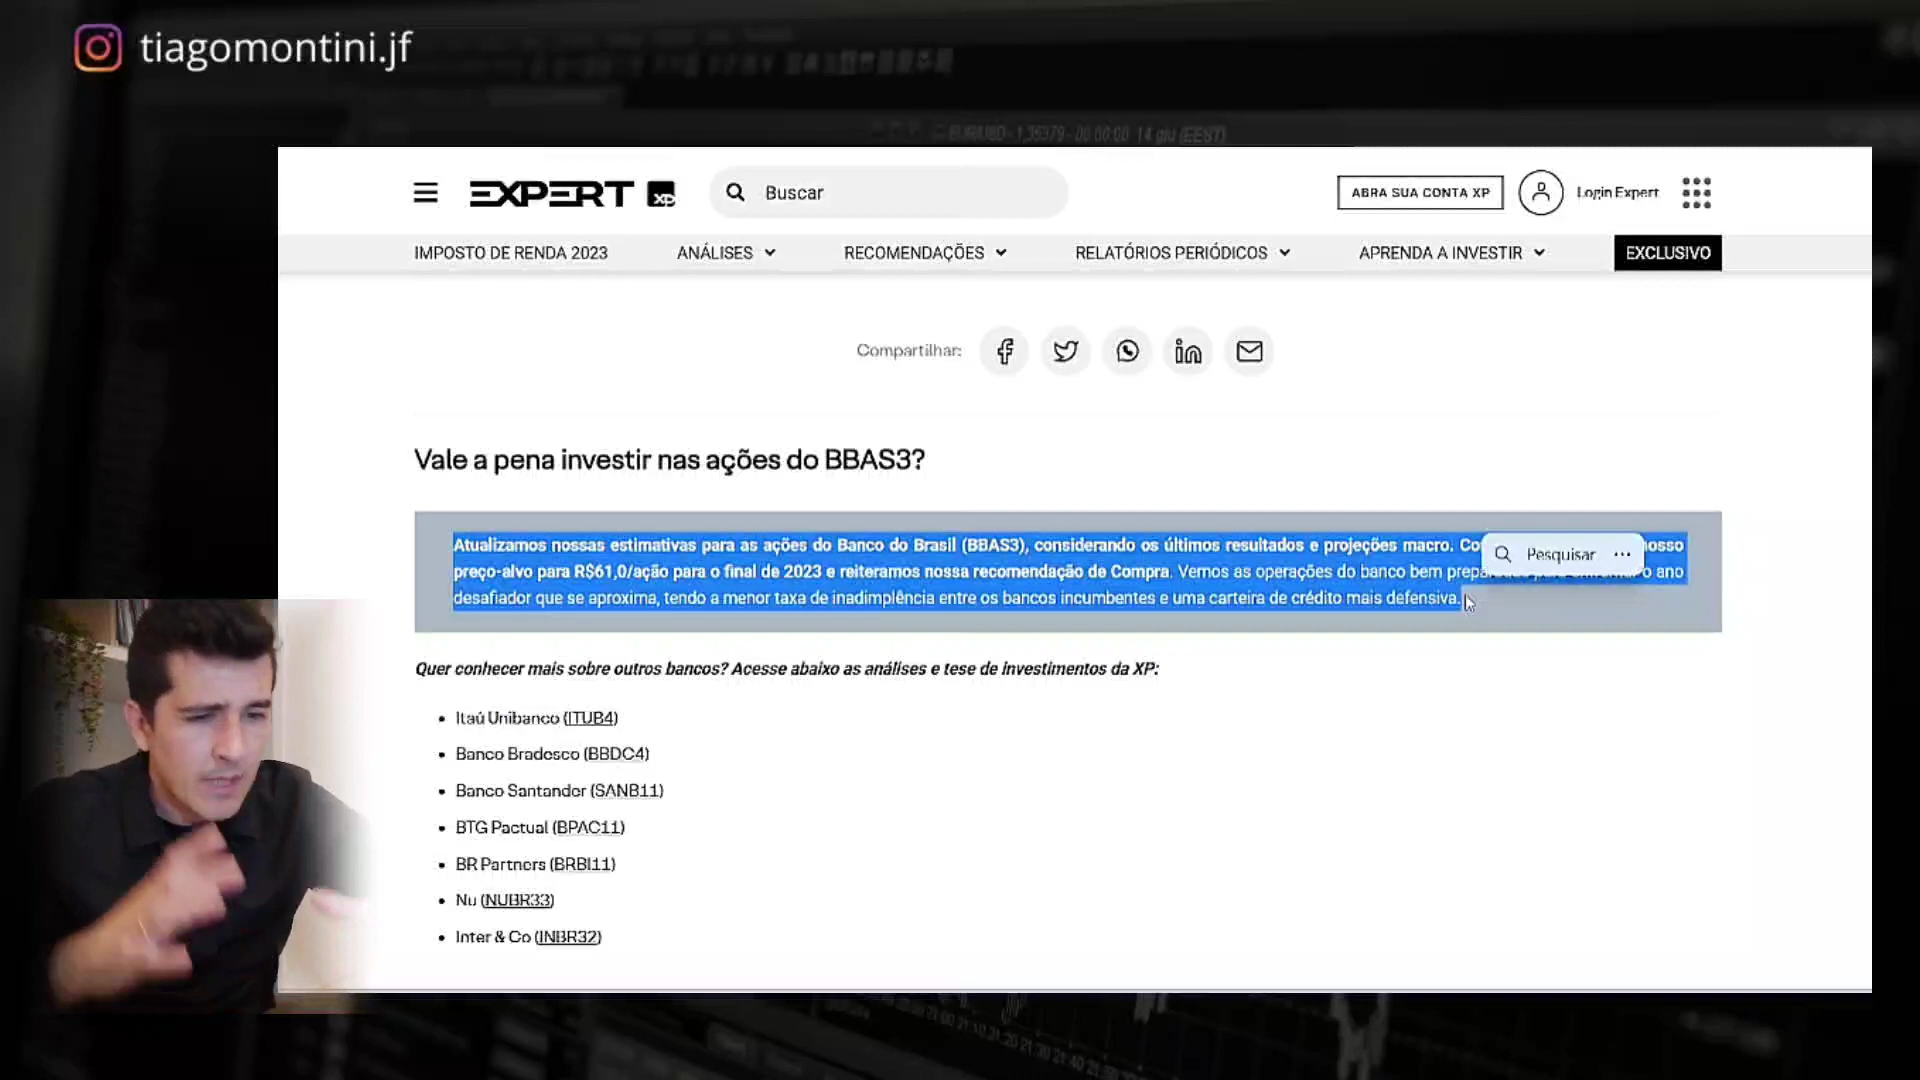 tiagomontini.jf
EXPERT xp
Buscar
ABRA SUA CONTA XP
Login Expert
IMPOSTO DE RENDA 2023
ANÁLISES
RECOMENDAÇÕES
RELATÓRIOS PERIÓDICOS
APRENDA A INVESTIR
EXCLUSIVO
Compartilhar:
Vale a pena investir nas ações do BBAS3?
Atualizamos nossas estimativas para as ações do Banco do Brasil (BBAS3), considerando os últimos resultados e projeções macro.
Pesquisar
preço-alvo para R$61,0/ação para o final de 2023 e reiteramos nossa recomendação de Compra. Vemos as operações do banco bem o ano
desafiador que se aproxima, tendo a menor taxa de inadimplência entre os bancos incumbentes e uma carteira de crédito mais defensiva.
Quer conhecer mais sobre outros bancos? Acesse abaixo as análises e tese de investimentos da XP:
• Itaú Unibanco (ITUB4)
• Banco Bradesco (BBDC4)
• Banco Santander (SANB11)
• BTG Pactual (BPAC11)
• BR Partners (BRBI11)
• Nu (NUBR33)
• Inter & Co (INBR32)